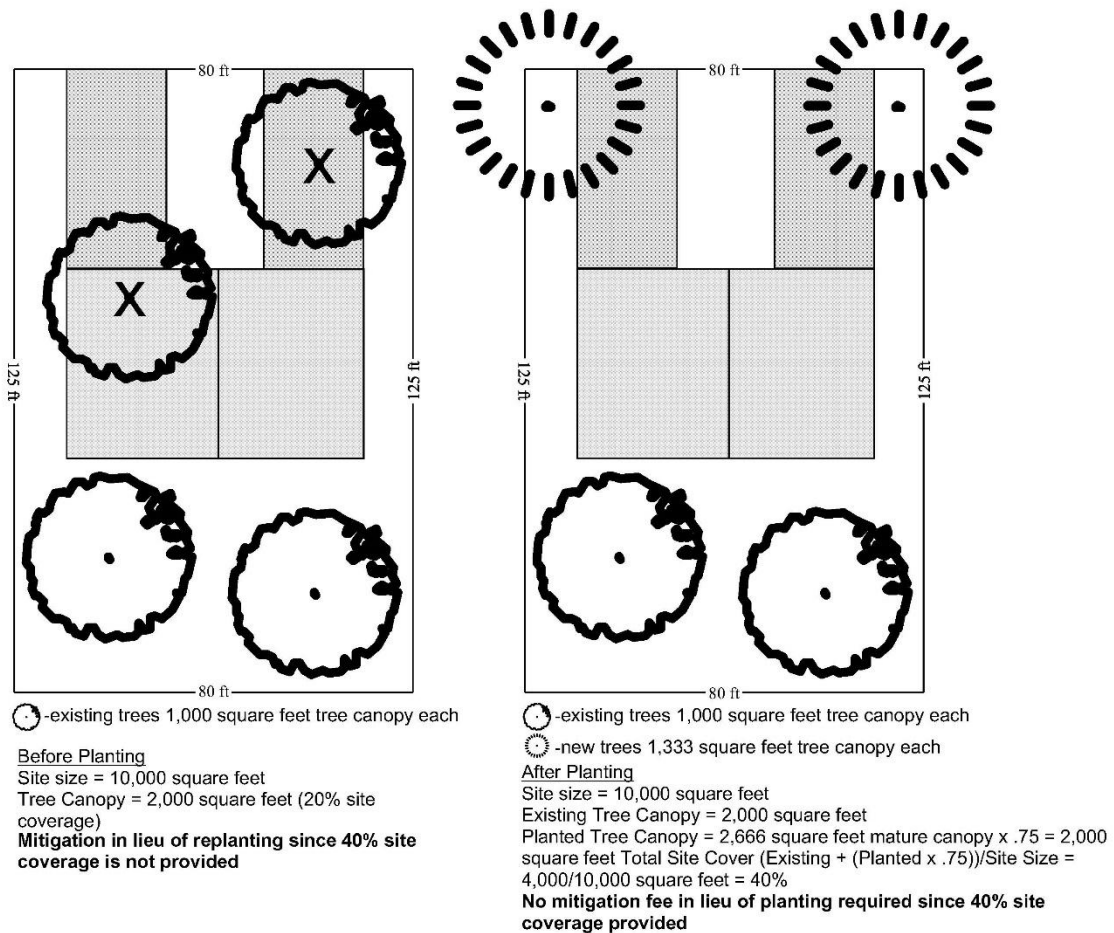 80 ft
X
X
125 ft
125 ft
80 ft
-existing trees 1,000 square feet tree canopy each
Before Planting
Site size = 10,000 square feet
Tree Canopy = 2,000 square feet (20% site
coverage)
Mitigation in lieu of replanting since 40% site
coverage is not provided
80 ft
125 ft
125 ft
80 ft
-existing trees 1,000 square feet tree canopy each
-new trees 1,333 square feet tree canopy each
After Planting
Site size = 10,000 square feet
Existing Tree Canopy = 2,000 square feet
Planted Tree Canopy = 2,666 square feet mature canopy x .75 = 2,000
square feet Total Site Cover (Existing + (Planted x .75))/Site Size =
4,000/10,000 square feet = 40%
No mitigation fee in lieu of planting required since 40% site
coverage provided